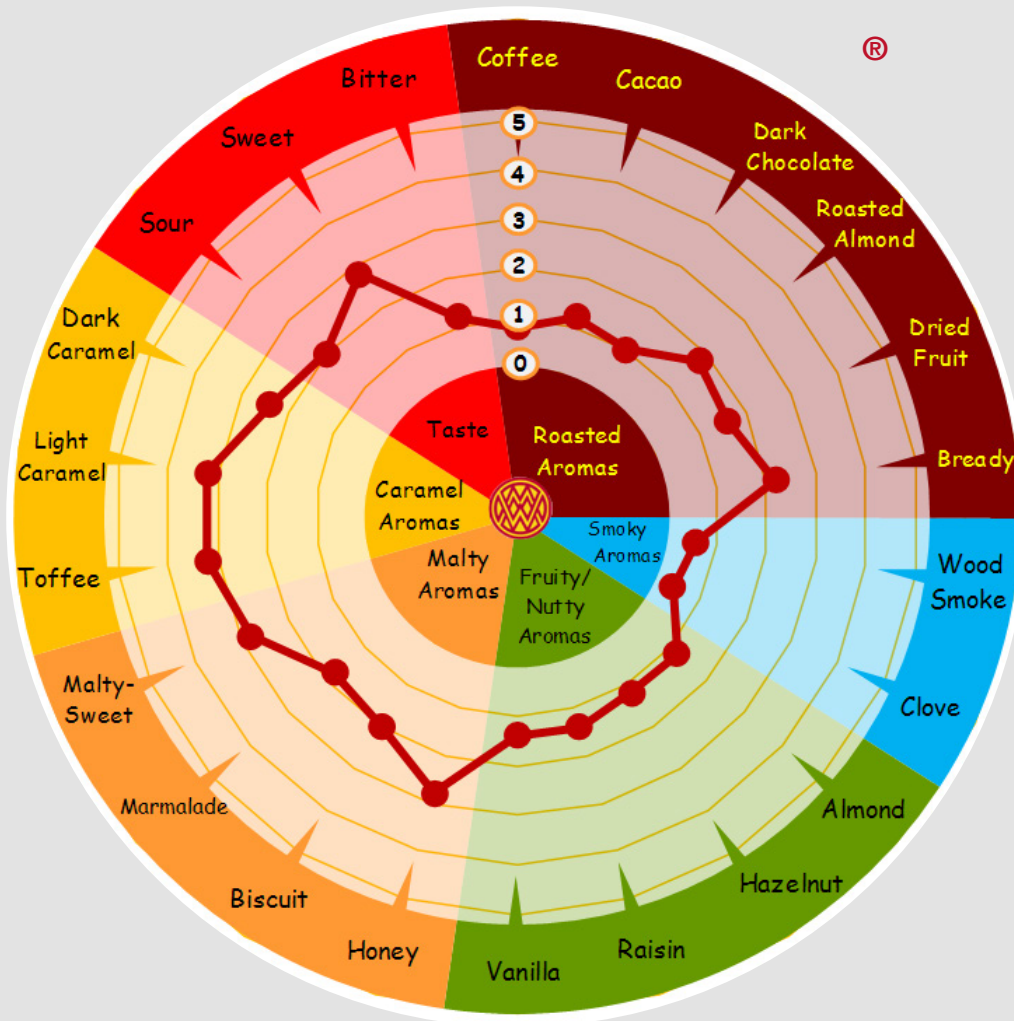 ®
Coffee
Cacao
Dark
Chocolate
Roasted
Almond
Dried
Fruit
Bready
Wood
Smoke
Clove
Almond
Hazelnut
Raisin
Vanilla
Honey
Biscuit
Marmalade
Malty-
Sweet
Toffee
Light
Caramel
Dark
Caramel
Sour
Sweet
Bitter
5
4
3
2
1
0
Taste
Roasted
Aromas
Caramel
Aromas
Smoky
Aromas
Malty
Aromas
Fruity/
Nutty
Aromas